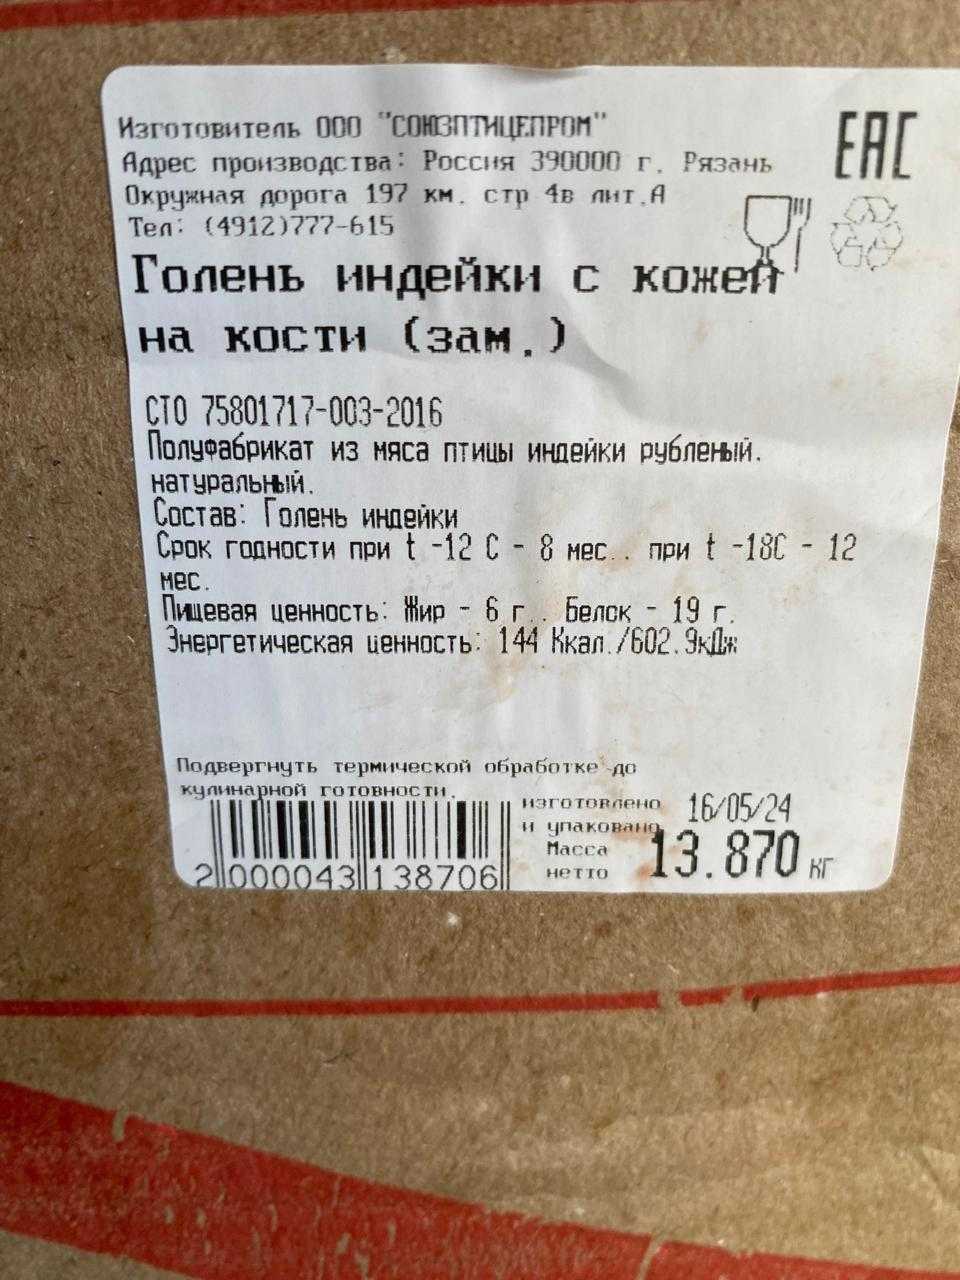 Изготовитель ООО "СОЮЗПТИЦЕПРОМ"
EAC
Адрес производства: Россия 390000 г. Рязань
Окружная дорога 197 км. стр 4в лит.А
Тел: (4912)777-615
Голень индейки с кожей
на кости (зам.)
СТО 75801717-003-2016
Полуфабрикат из мяса птицы индейки рубленый.
натуральный.
Состав: Голень индейки
Срок годности при t -12 С - 8 мес.. при t -18С - 12
мес.
Пищевая ценность: Жир - 6 г.. Белок - 19 г.
Энергетическая ценность: 144 Ккал./602.9кДж
Подвергнуть термической обработке до
кулинарной готовности.
изготовлено 16/05/24
и упаковано
Масса 13.870 кг
нетто
2 000043 138706